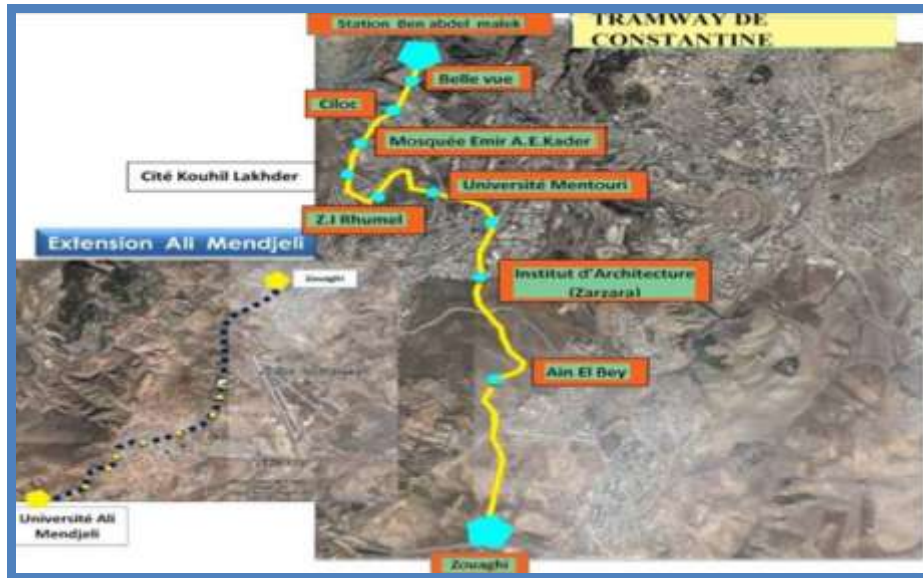 Station Ben abdel malek
TRAMWAY DE
CONSTANTINE
Belle vue
Ciloc
Mosquée Emir A.E.Kader
Cité Kouhil Lakhder
Université Mentouri
Z.I Rhumel
Extension Ali Mendjeli
Zouaghi
Institut d'Architecture
(Zarzara)
Ain El Bey
Université Ali
Mendjeli
Zouaghi